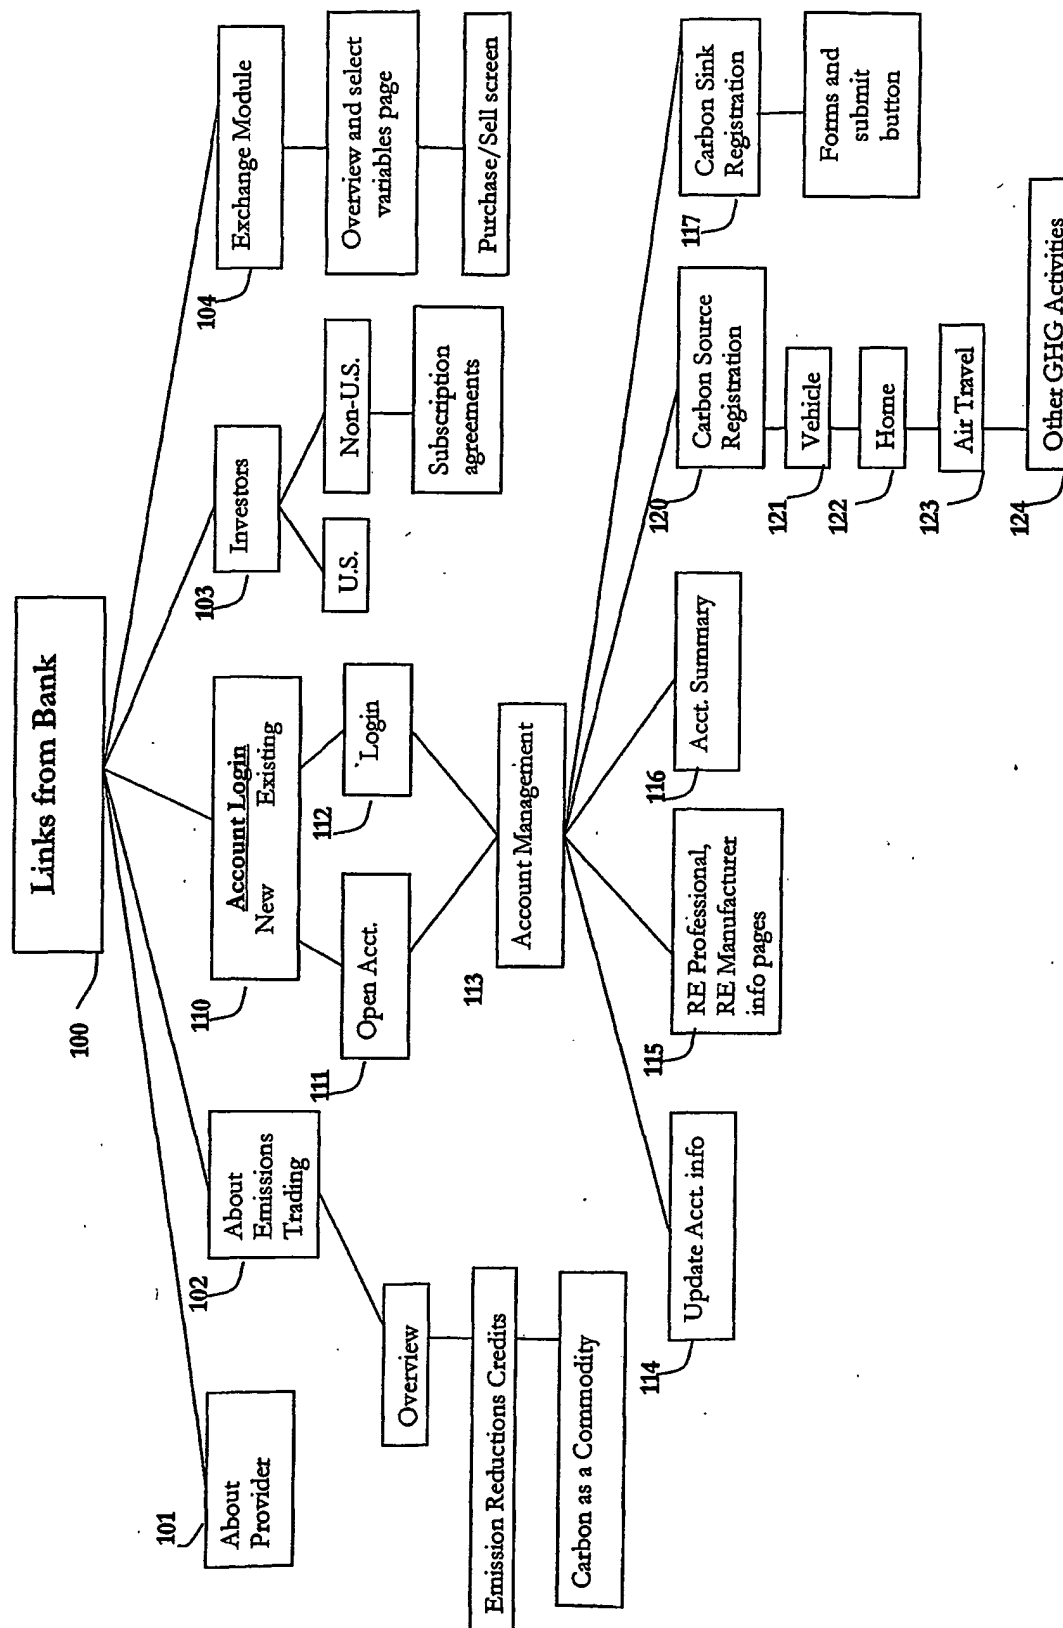 Links from Bank
100
101
About
Provider
102
About
Emissions
Trading
Overview
Emission Reductions Credits
Carbon as a Commodity
110
Account Login
New Existing
111
Open Acct.
112
Login
103
Investors
U.S.
Non-U.S.
Subscription
agreements
104
Exchange Module
Overview and select
variables page
Purchase/Sell screen
113
Account Management
114
Update Acct. info
115
RE Professional,
RE Manufacturer
info pages
116
Acct. Summary
120
Carbon Source
Registration
121
Vehicle
122
Home
123
Air Travel
124
Other GHG Activities
117
Carbon Sink
Registration
Forms and
submit
button